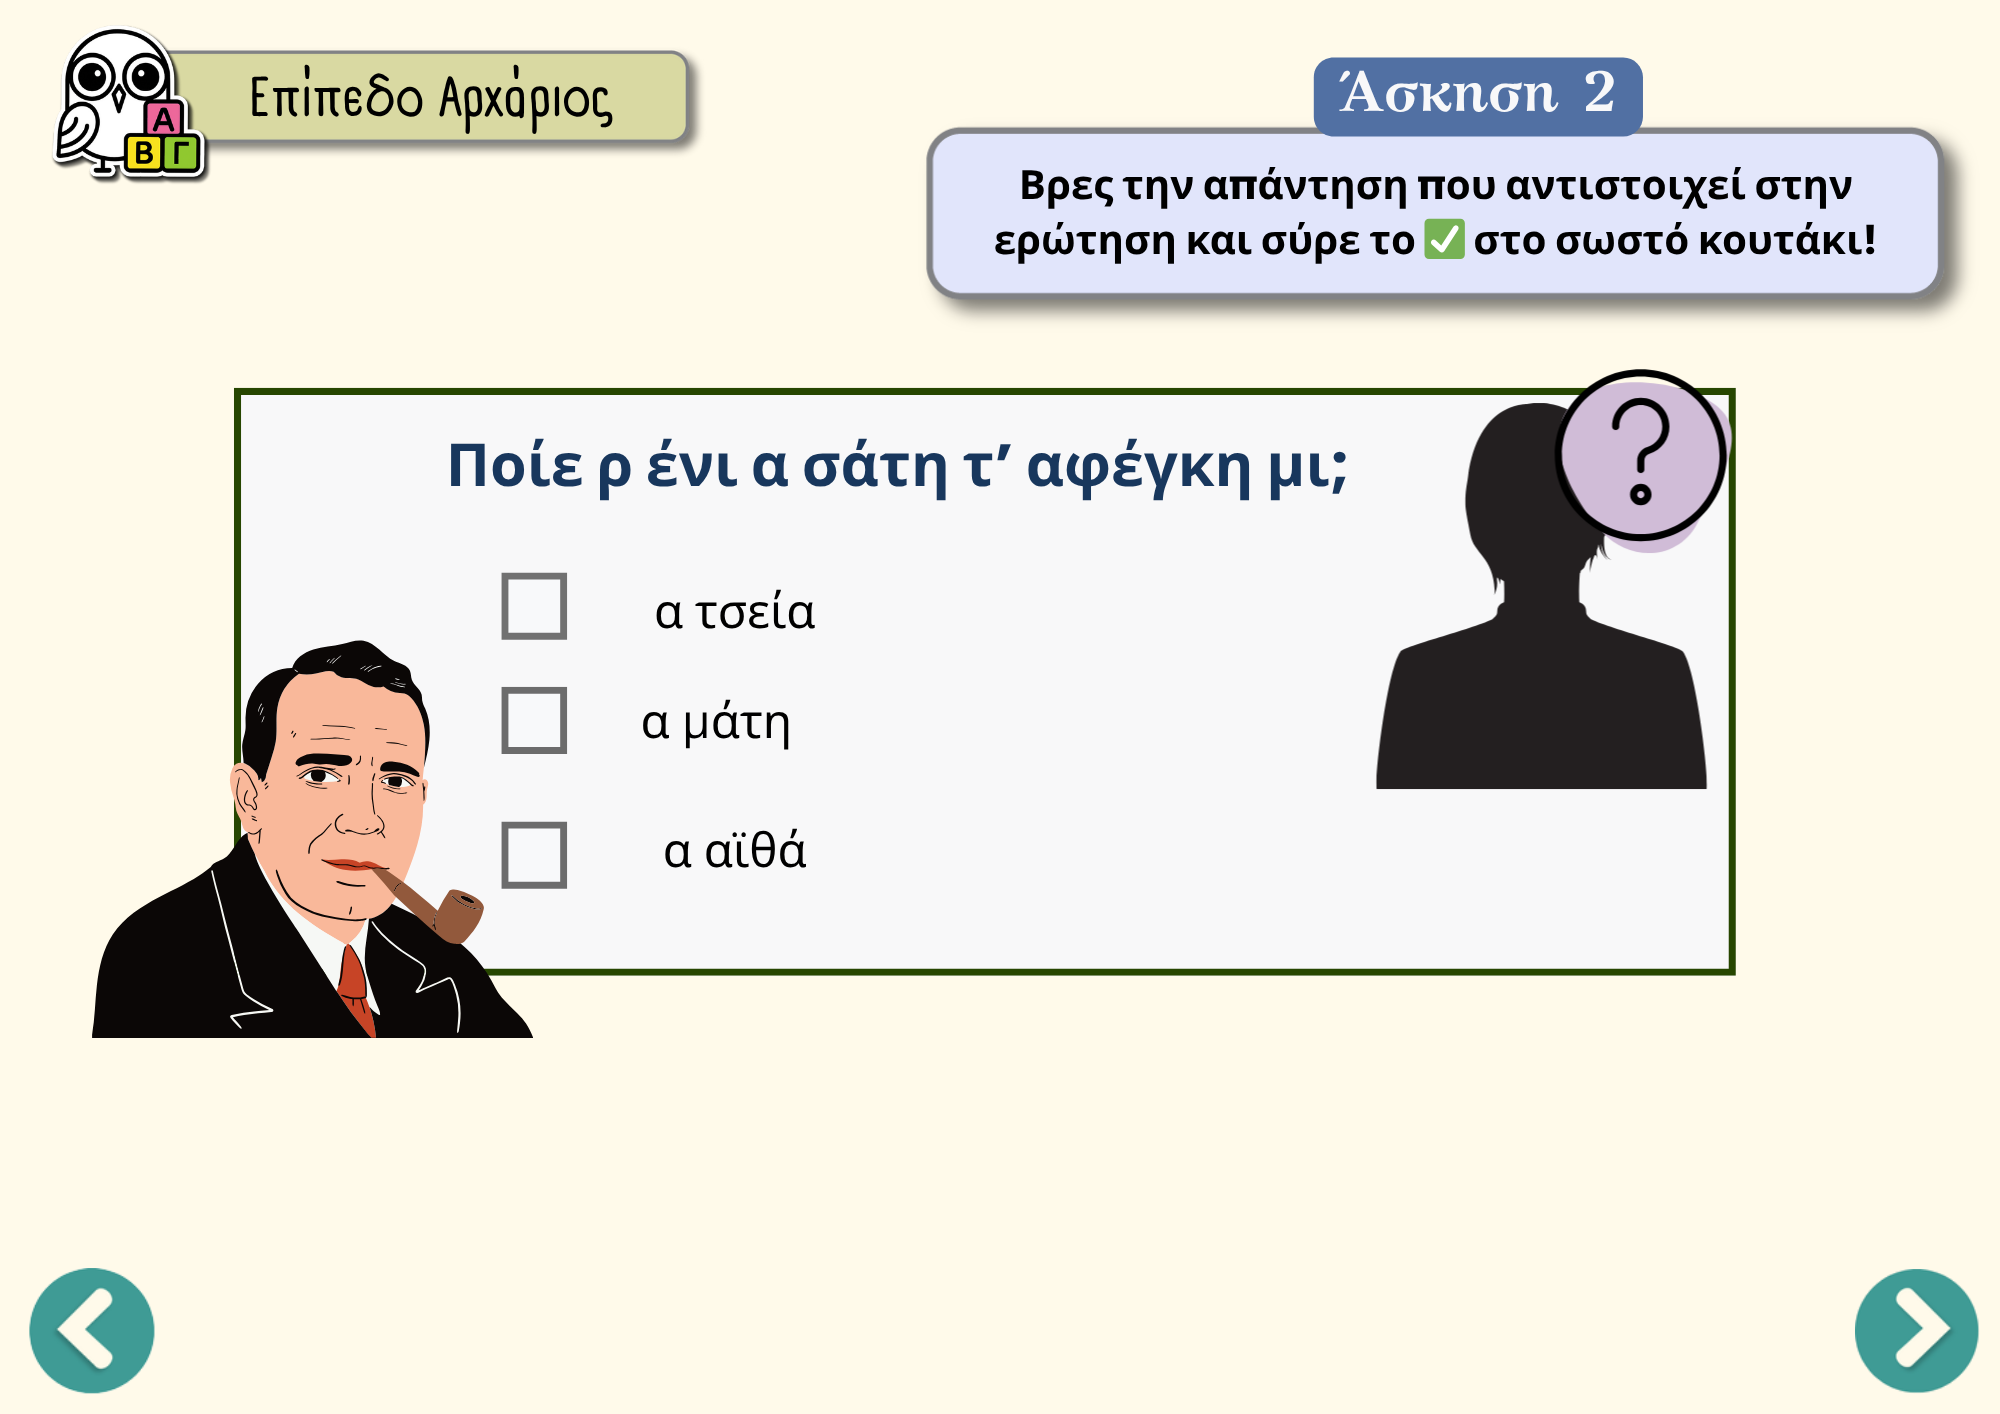 Επίπεδο Αρχάριος
Α
Β Γ
Άσκηση 2
Βρες την απάντηση που αντιστοιχεί στην
ερώτηση και σύρε το ✅ στο σωστό κουτάκι!
Ποίε ρ ένι α σάτη τ’ αφέγκη μι;
?
α τσεία
α μάτη
α αϊθά